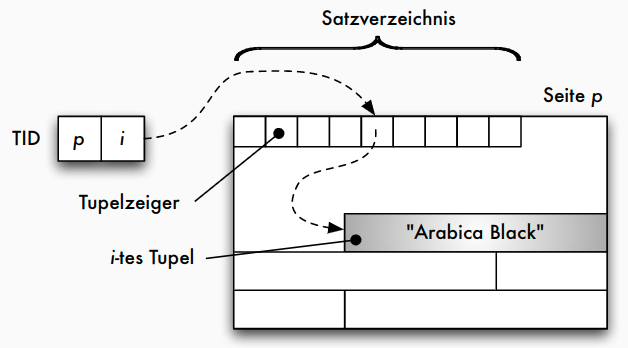 Satzverzeichnis
Seite p
TID
p i
Tupelzeiger
"Arabica Black"
i-tes Tupel